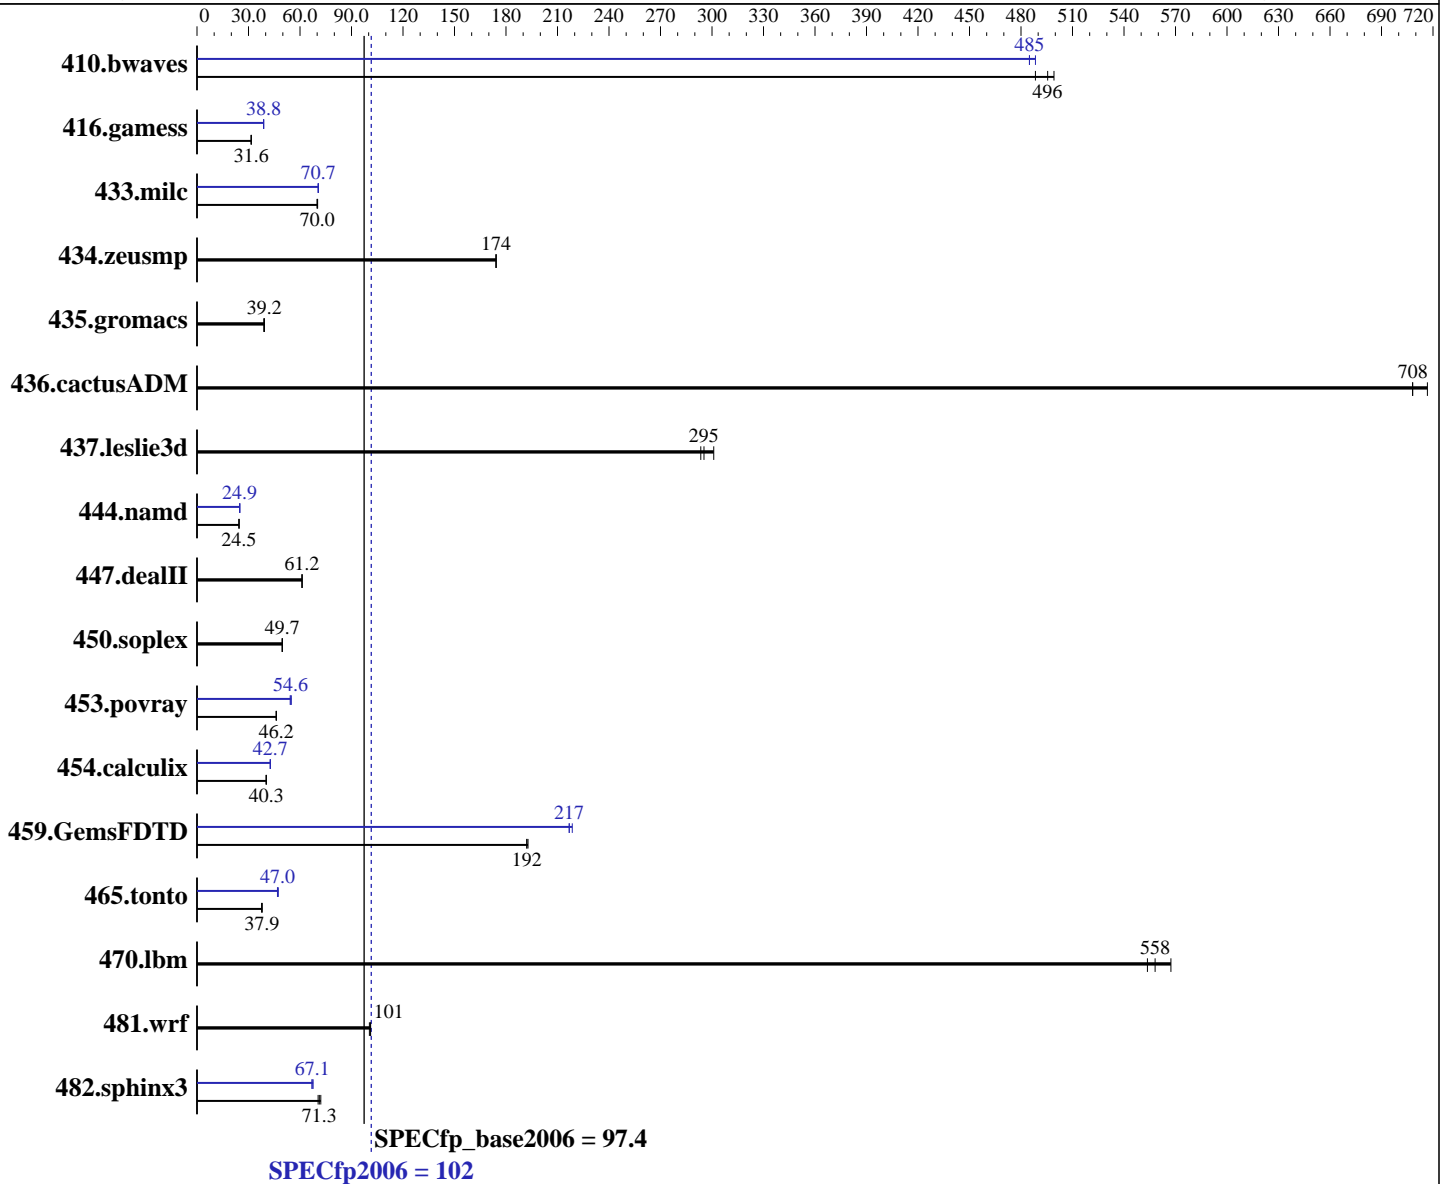 0 30.0 60.0 90.0 120 150 180 210 240 270 300 330 360 390 420 450 480 510 540 570 600 630 660 690 720
485
410.bwaves
496
38.8
416.gamess
31.6
70.7
433.milc
70.0
174
434.zeusmp
39.2
435.gromacs
708
436.cactusADM
295
437.leslie3d
24.9
444.namd
24.5
61.2
447.dealII
49.7
450.soplex
54.6
453.povray
46.2
42.7
454.calculix
40.3
217
459.GemsFDTD
192
47.0
465.tonto
37.9
558
470.lbm
101
481.wrf
67.1
482.sphinx3
71.3
SPECfp_base2006 = 97.4
SPECfp2006 = 102